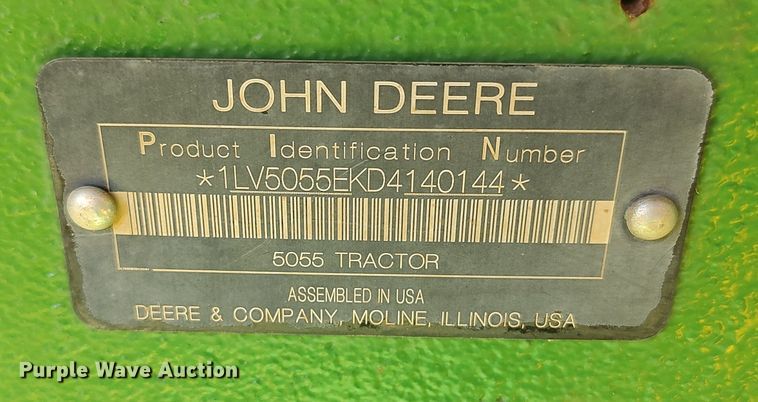 JOHN DEERE
Product Identification Number
*1LV5055EKD4140144*
5055 TRACTOR
ASSEMBLED IN USA
DEERE & COMPANY, MOLINE, ILLINOIS, USA
Purple Wave Auction